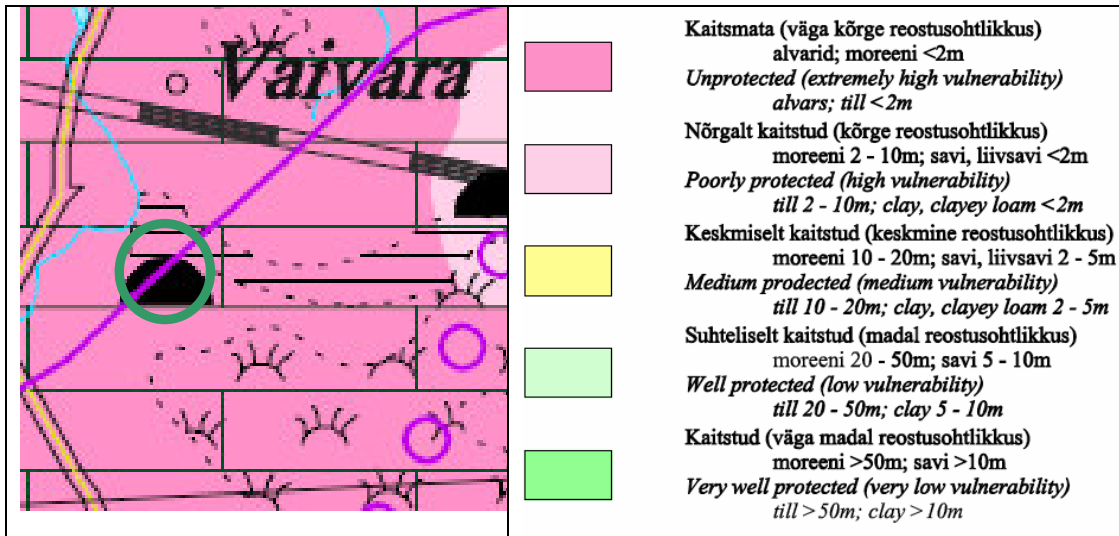 Vaivara
Kaitsmata (väga kõrge reostusohtlikkus)
alvarid; moreeni <2m
Unprotected (extremely high vulnerability)
alvars; till <2m
Nõrgalt kaitstud (kõrge reostusohtlikkus)
moreeni 2 - 10m; savi, liivsavi <2m
Poorly protected (high vulnerability)
till 2 - 10m; clay, clayey loam <2m
Keskmiselt kaitstud (keskmine reostusohtlikkus)
moreeni 10 - 20m; savi, liivsavi 2 - 5m
Medium prodected (medium vulnerability)
till 10 - 20m; clay, clayey loam 2 - 5m
Suhteliselt kaitstud (madal reostusohtlikkus)
moreeni 20 - 50m; savi 5 - 10m
Well protected (low vulnerability)
till 20 - 50m; clay 5 - 10m
Kaitstud (väga madal reostusohtlikkus)
moreeni >50m; savi >10m
Very well protected (very low vulnerability)
till >50m; clay >10m